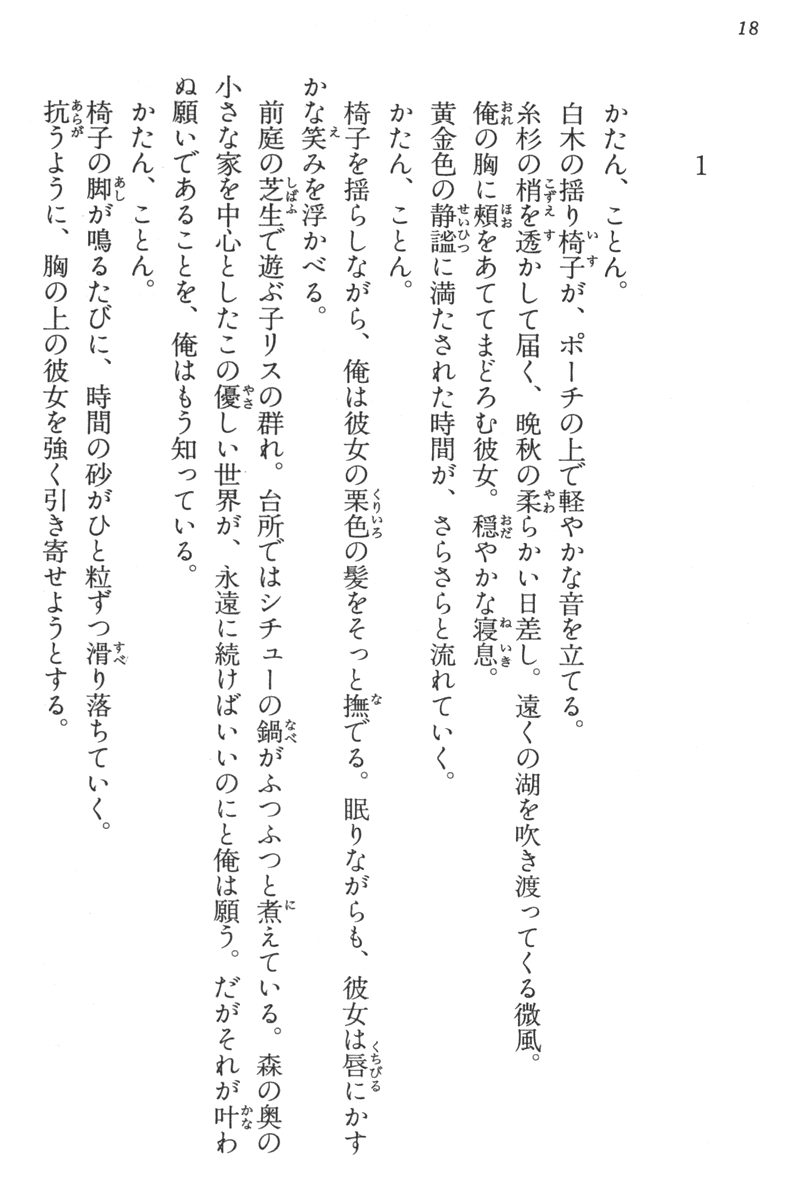 18
1
かたん、ことん。
白木の揺り椅子が、ポーチの上で軽やかな音を立てる。
糸杉の梢を透かして届く、晩秋の柔らかい日差し。遠くの湖を吹き渡ってくる微風。
俺の胸に頰をあててまどろむ彼女。穏やかな寝息。
黄金色の静謐に満たされた時間が、さらさらと流れていく。
かたん、ことん。
椅子を揺らしながら、俺は彼女の栗色の髪をそっと撫でる。眠りながらも、彼女は唇にかす
かな笑みを浮かべる。
前庭の芝生で遊ぶ子リスの群れ。台所ではシチューの鍋がふつふつと煮えている。森の奥の
小さな家を中心としたこの優しい世界が、永遠に続けばいいのにと俺は願う。だがそれが叶わ
ぬ願いであることを、俺はもう知っている。
かたん、ことん。
椅子の脚が鳴るたびに、時間の砂がひと粒ずつ滑り落ちていく。
抗うように、胸の上の彼女を強く引き寄せようとする。